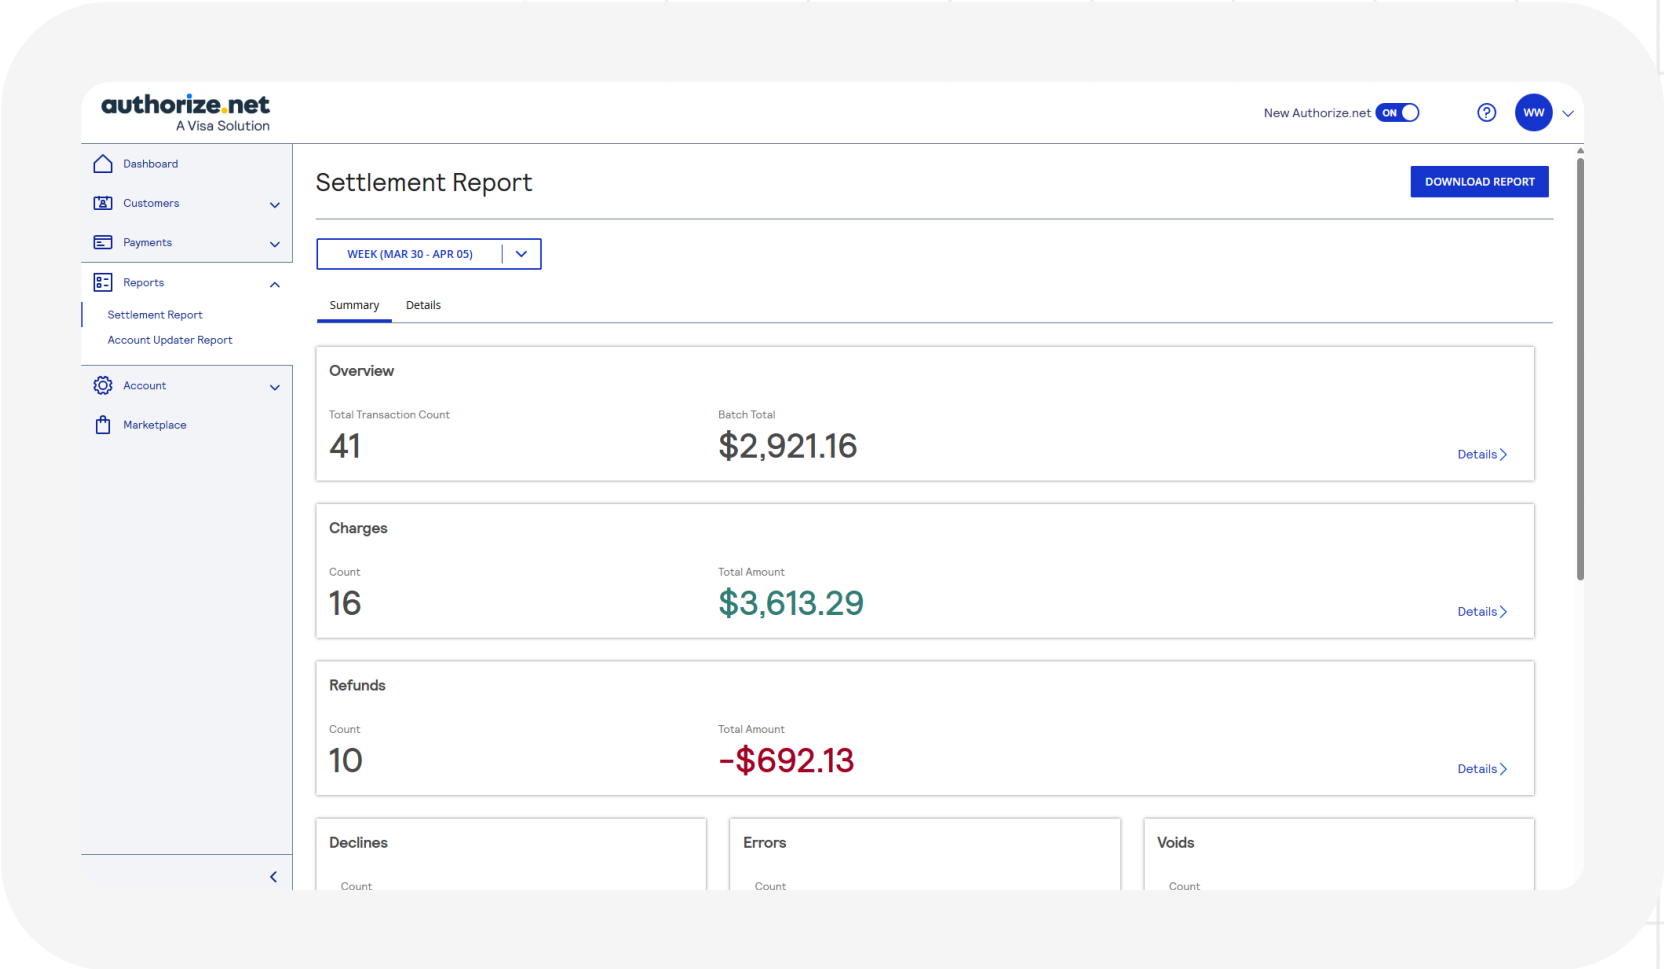 authorize.net
A Visa Solution
New Authorize.net ON
?
WW
Dashboard
Customers
Payments
Reports
Settlement Report
Account Updater Report
Account
Marketplace
Settlement Report
DOWNLOAD REPORT
WEEK (MAR 30 - APR 05)
Summary Details
Overview
Total Transaction Count Batch Total
41 $2,921.16
Details
Charges
Count Total Amount
16 $3,613.29
Details
Refunds
Count Total Amount
10 -$692.13
Details
Declines Errors Voids
Count Count Count